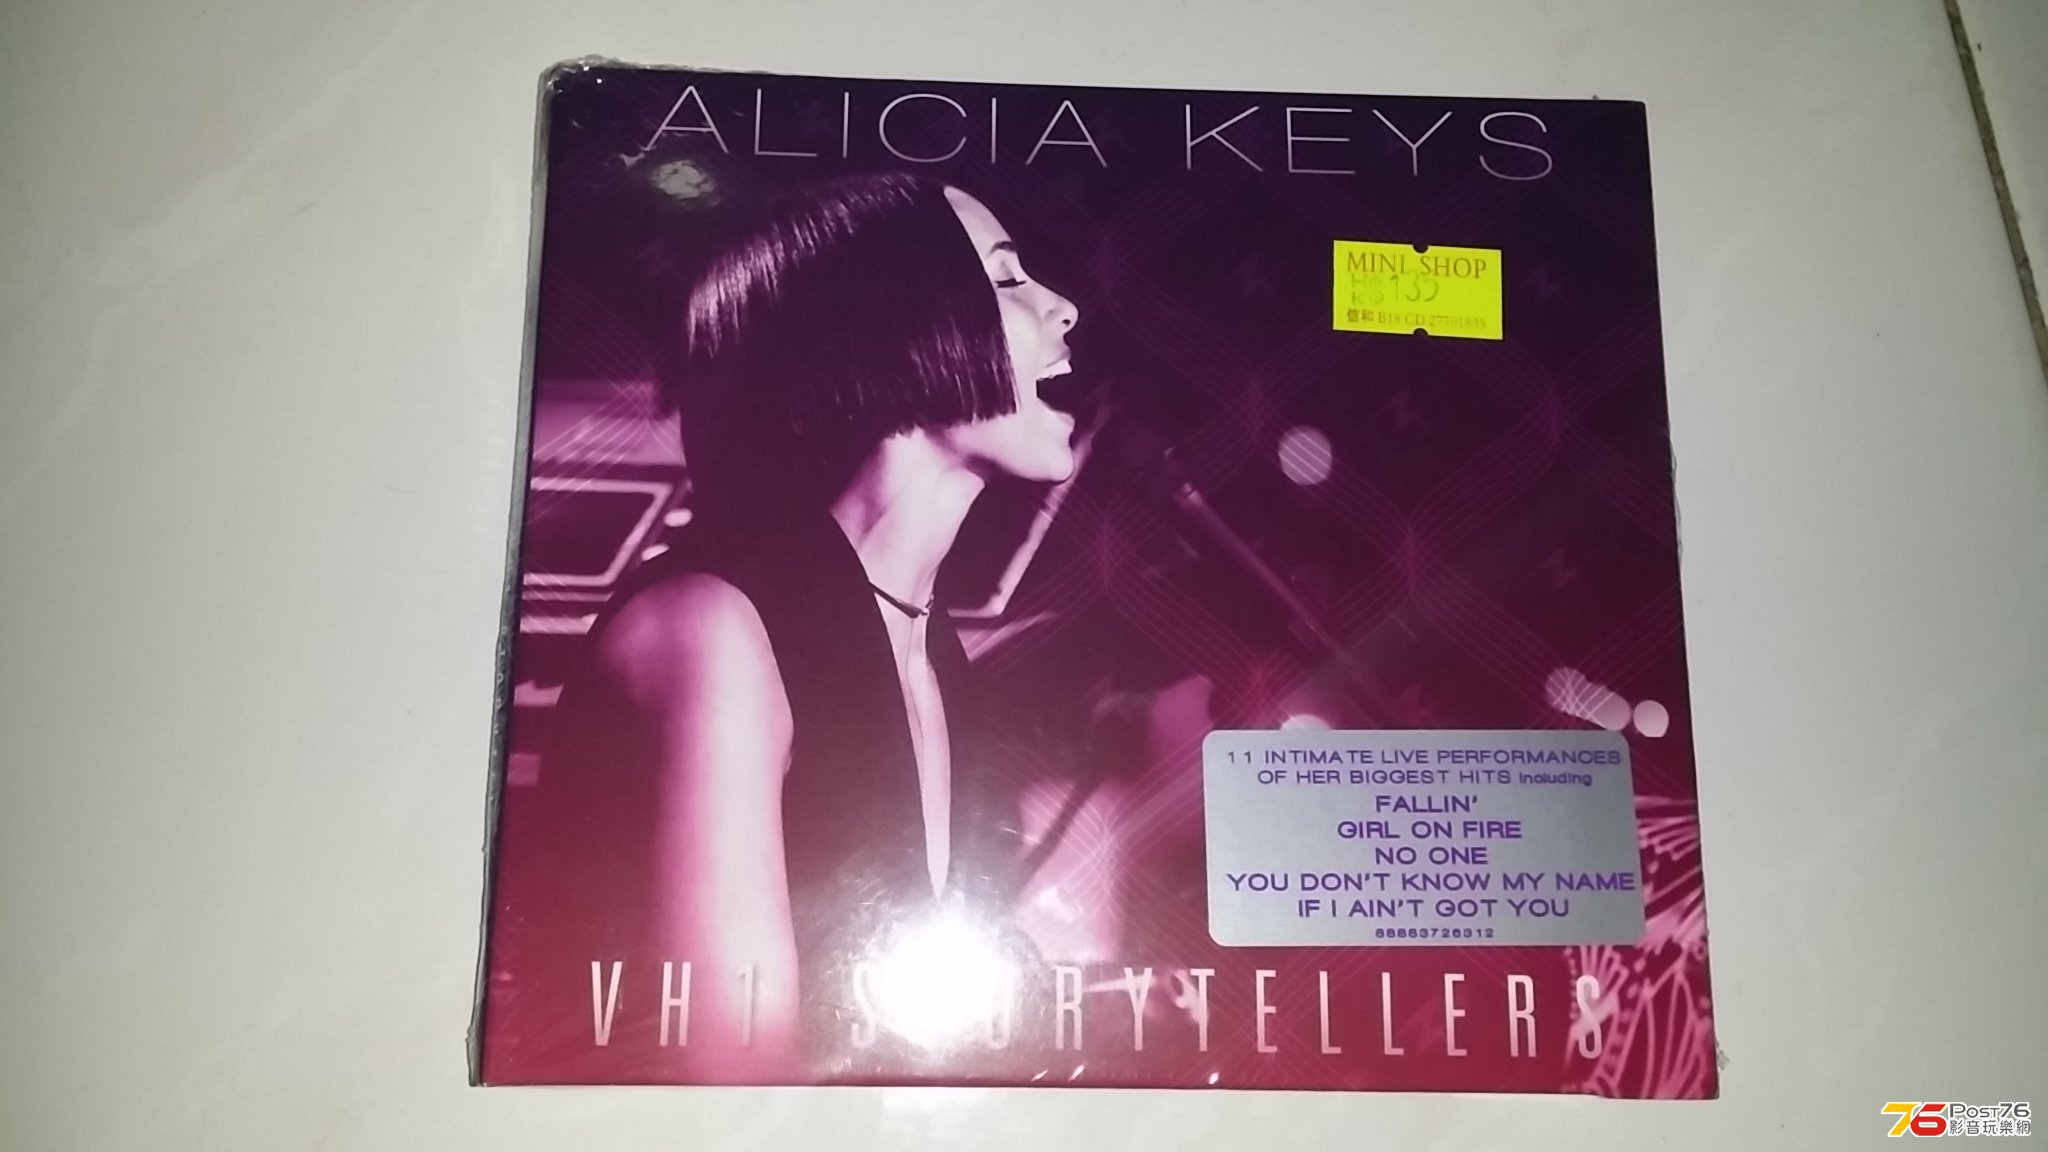 ALICIA KEYS
MINI SHOP
HK$ 135
信和 B18 CD 27701835
11 INTIMATE LIVE PERFORMANCES
OF HER BIGGEST HITS Including
FALLIN'
GIRL ON FIRE
NO ONE
YOU DON'T KNOW MY NAME
IF I AIN'T GOT YOU
88883726312
VH1 STORYTELLERS
76 POST76
影音玩樂網